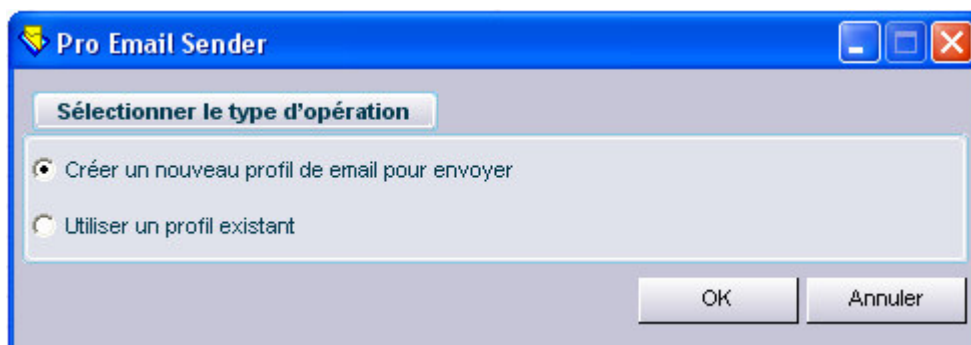 Pro Email Sender
Sélectionner le type d'opération
Créer un nouveau profil de email pour envoyer
Utiliser un profil existant
OK
Annuler